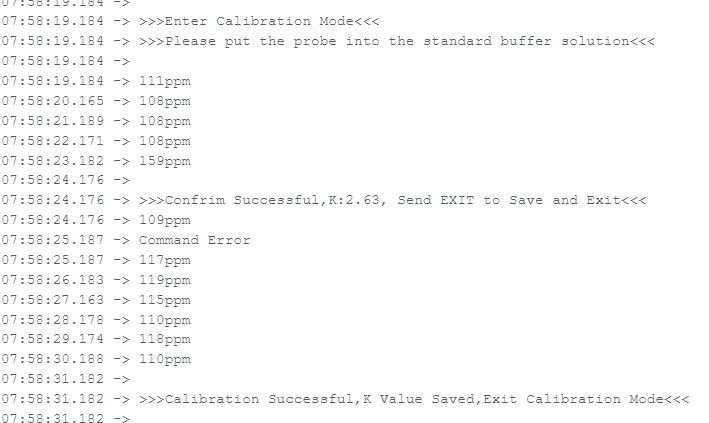 07:58:19.184 ->
07:58:19.184 -> >>>Enter Calibration Mode<<<
07:58:19.184 -> >>>Please put the probe into the standard buffer solution<<<
07:58:19.184 ->
07:58:19.184 -> 111ppm
07:58:20.165 -> 108ppm
07:58:21.189 -> 108ppm
07:58:22.171 -> 108ppm
07:58:23.182 -> 159ppm
07:58:24.176 ->
07:58:24.176 -> >>>Confrim Successful,K:2.63, Send EXIT to Save and Exit<<<
07:58:24.176 -> 109ppm
07:58:25.187 -> Command Error
07:58:25.187 -> 117ppm
07:58:26.183 -> 119ppm
07:58:27.163 -> 115ppm
07:58:28.178 -> 110ppm
07:58:29.174 -> 118ppm
07:58:30.188 -> 110ppm
07:58:31.182 ->
07:58:31.182 -> >>>Calibration Successful,K Value Saved,Exit Calibration Mode<<<
07:58:31.182 ->